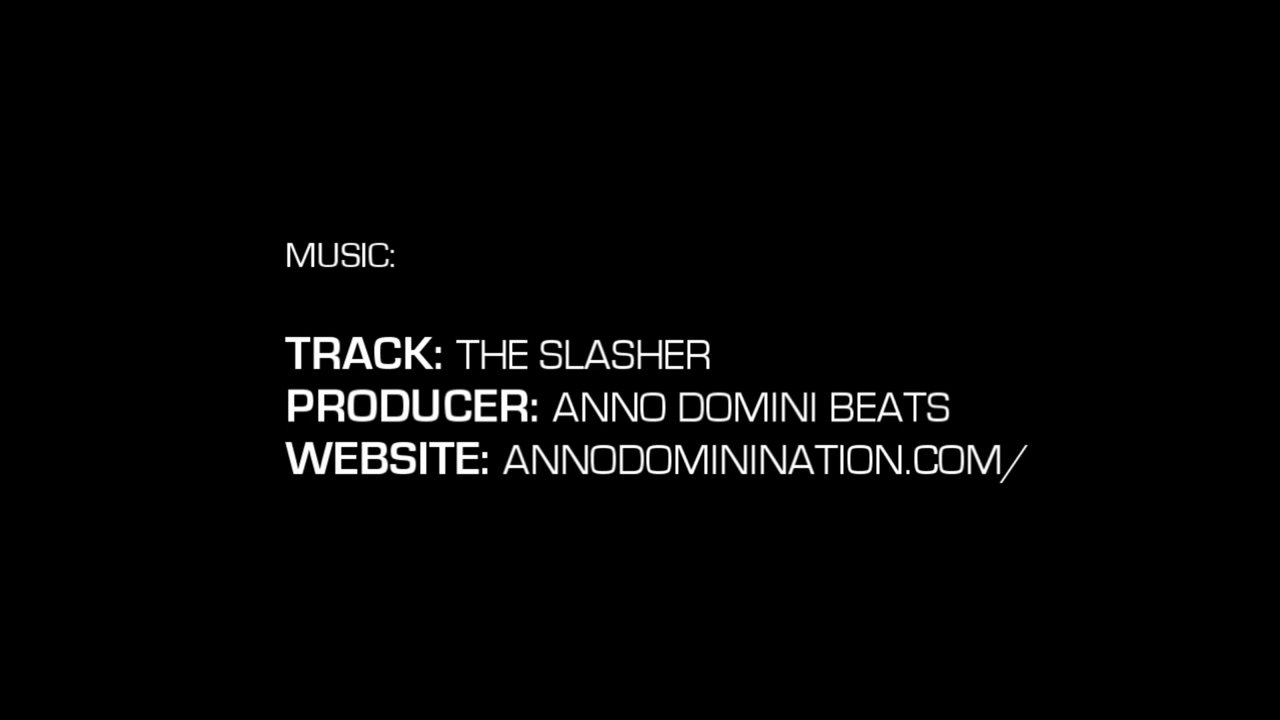 MUSIC:
TRACK: THE SLASHER
PRODUCER: ANNO DOMINI BEATS
WEBSITE: ANNODOMININATION.COM/